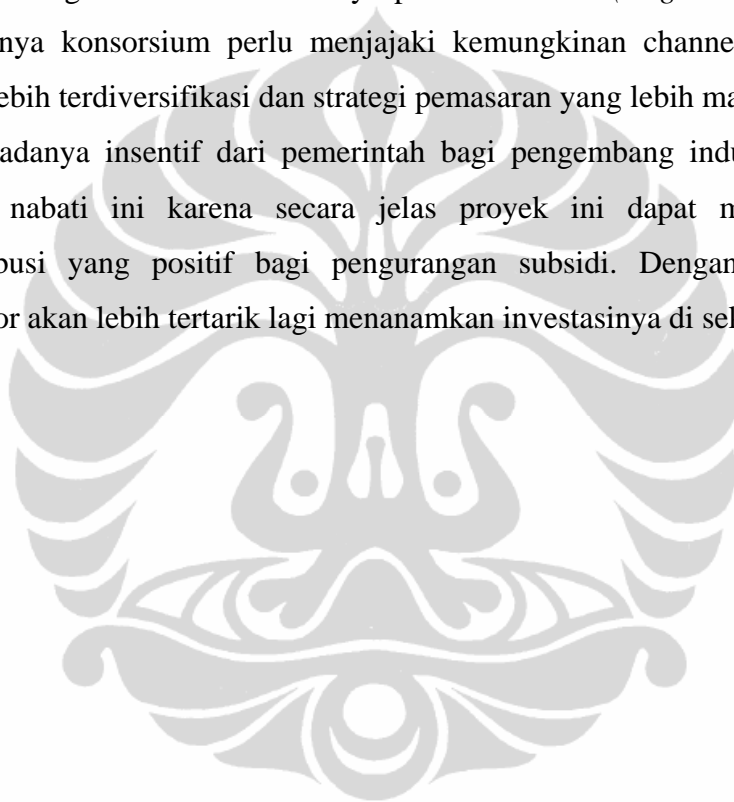 nya konsorsium perlu menjajaki kemungkinan channe
ebih terdiversifikasi dan strategi pemasaran yang lebih ma
adanya insentif dari pemerintah bagi pengembang indu
nabati ini karena secara jelas proyek ini dapat m
busi yang positif bagi pengurangan subsidi. Dengan
or akan lebih tertarik lagi menanamkan investasinya di se